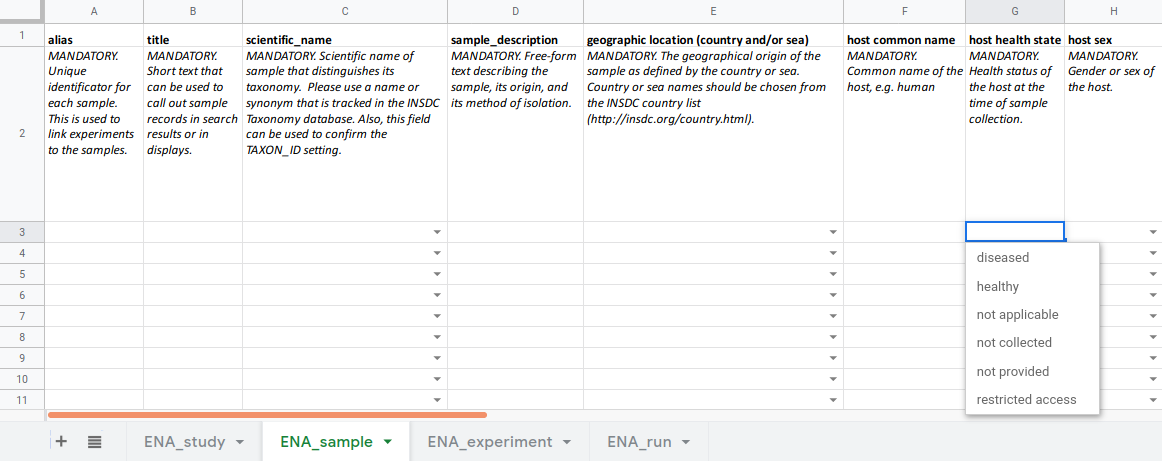 A B C D E F G H
1 alias title scientific_name sample_description geographic location (country and/or sea) host common name host health state host sex
2
MANDATORY.
Unique
identifier for
each sample.
This is used to
link experiments
to the samples.
MANDATORY.
Short text that
can be used to
call out sample
records in search
results or in
displays.
MANDATORY. Scientific name of
sample that distinguishes its
taxonomy.  Please use a name or
synonym that is tracked in the INSDC
Taxonomy database. Also, this field
can be used to confirm the
TAXON_ID setting.
MANDATORY. Free-form
text describing the
sample, its origin, and
its method of isolation.
MANDATORY. The geographical origin of the
sample as defined by the country or sea.
Country or sea names should be chosen from
the INSDC country list
(http://insdc.org/country.html).
MANDATORY.
Common name of the
host, e.g. human
MANDATORY.
Health status of
the host at the
time of sample
collection.
MANDATORY.
Gender or sex of
the host.
3
4
5
6
7
8
9
10
11
diseased
healthy
not applicable
not collected
not provided
restricted access
ENA_study ENA_sample ENA_experiment ENA_run